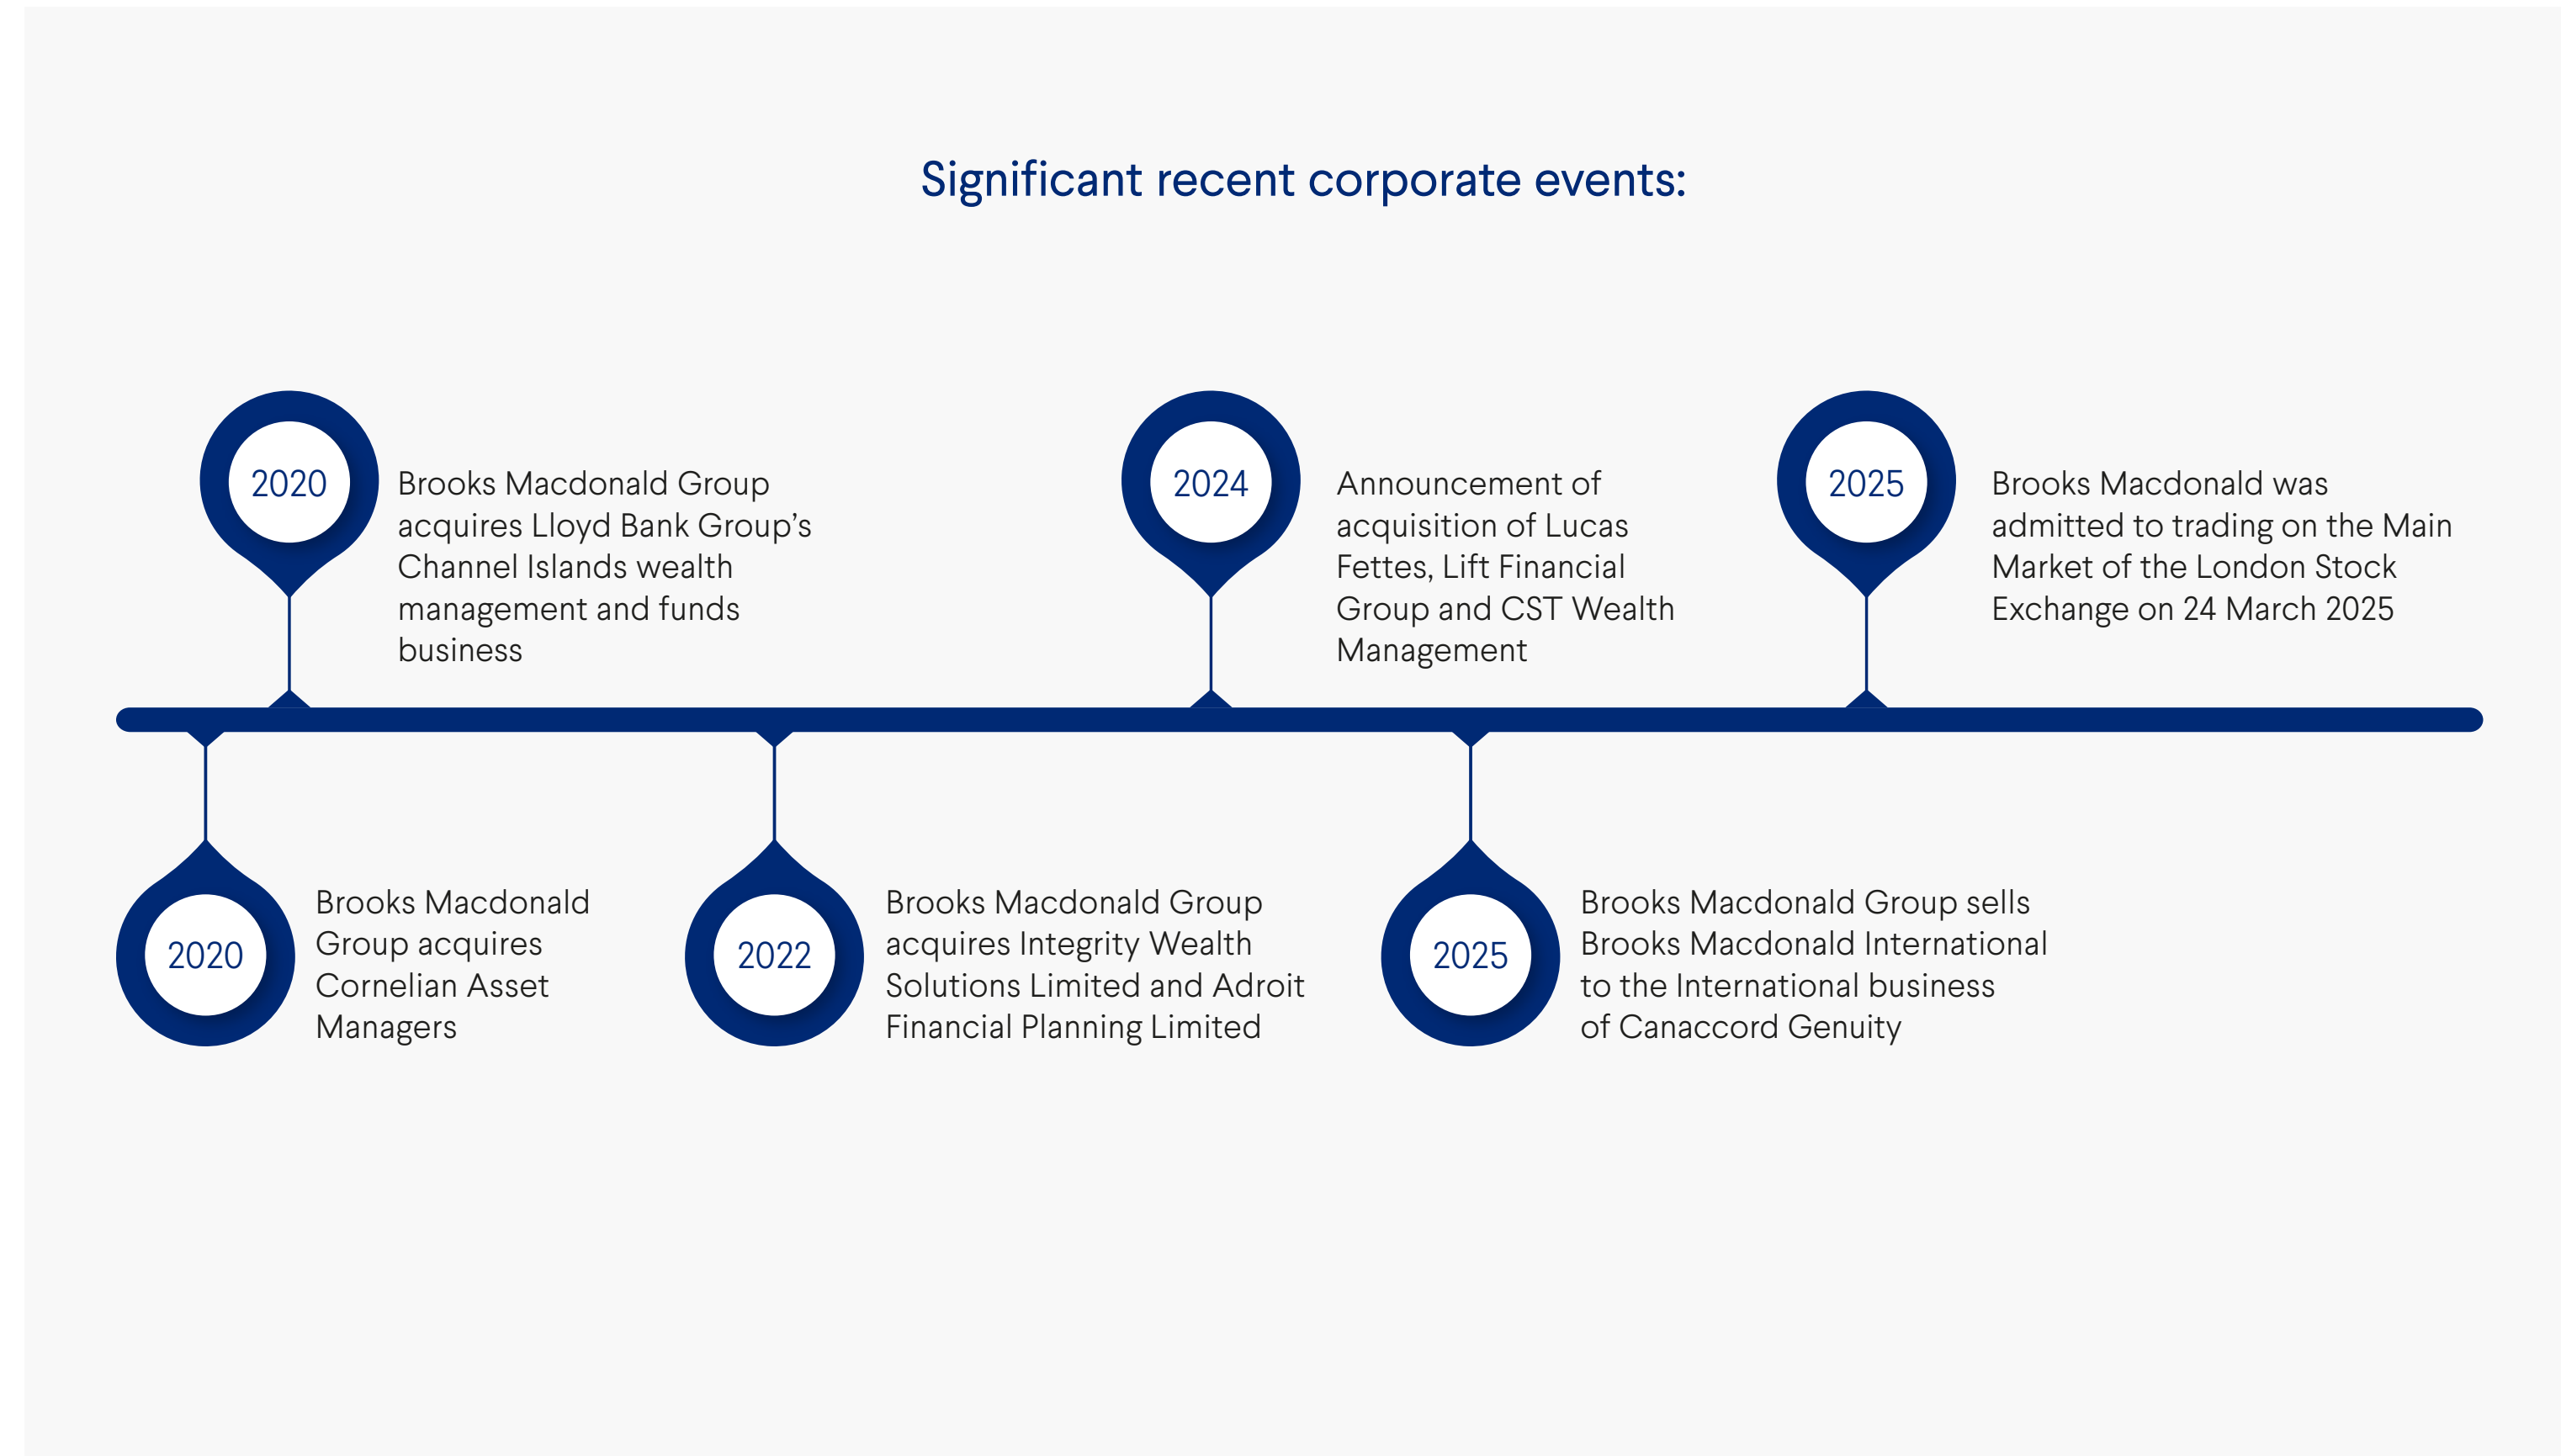 Significant recent corporate events:
2020
Brooks Macdonald Group
acquires Lloyd Bank Group’s
Channel Islands wealth
management and funds
business
2024
Announcement of
acquisition of Lucas
Fettes, Lift Financial
Group and CST Wealth
Management
2025
Brooks Macdonald was
admitted to trading on the Main
Market of the London Stock
Exchange on 24 March 2025
2020
Brooks Macdonald
Group acquires
Cornelian Asset
Managers
2022
Brooks Macdonald Group
acquires Integrity Wealth
Solutions Limited and Adroit
Financial Planning Limited
2025
Brooks Macdonald Group sells
Brooks Macdonald International
to the International business
of Canaccord Genuity